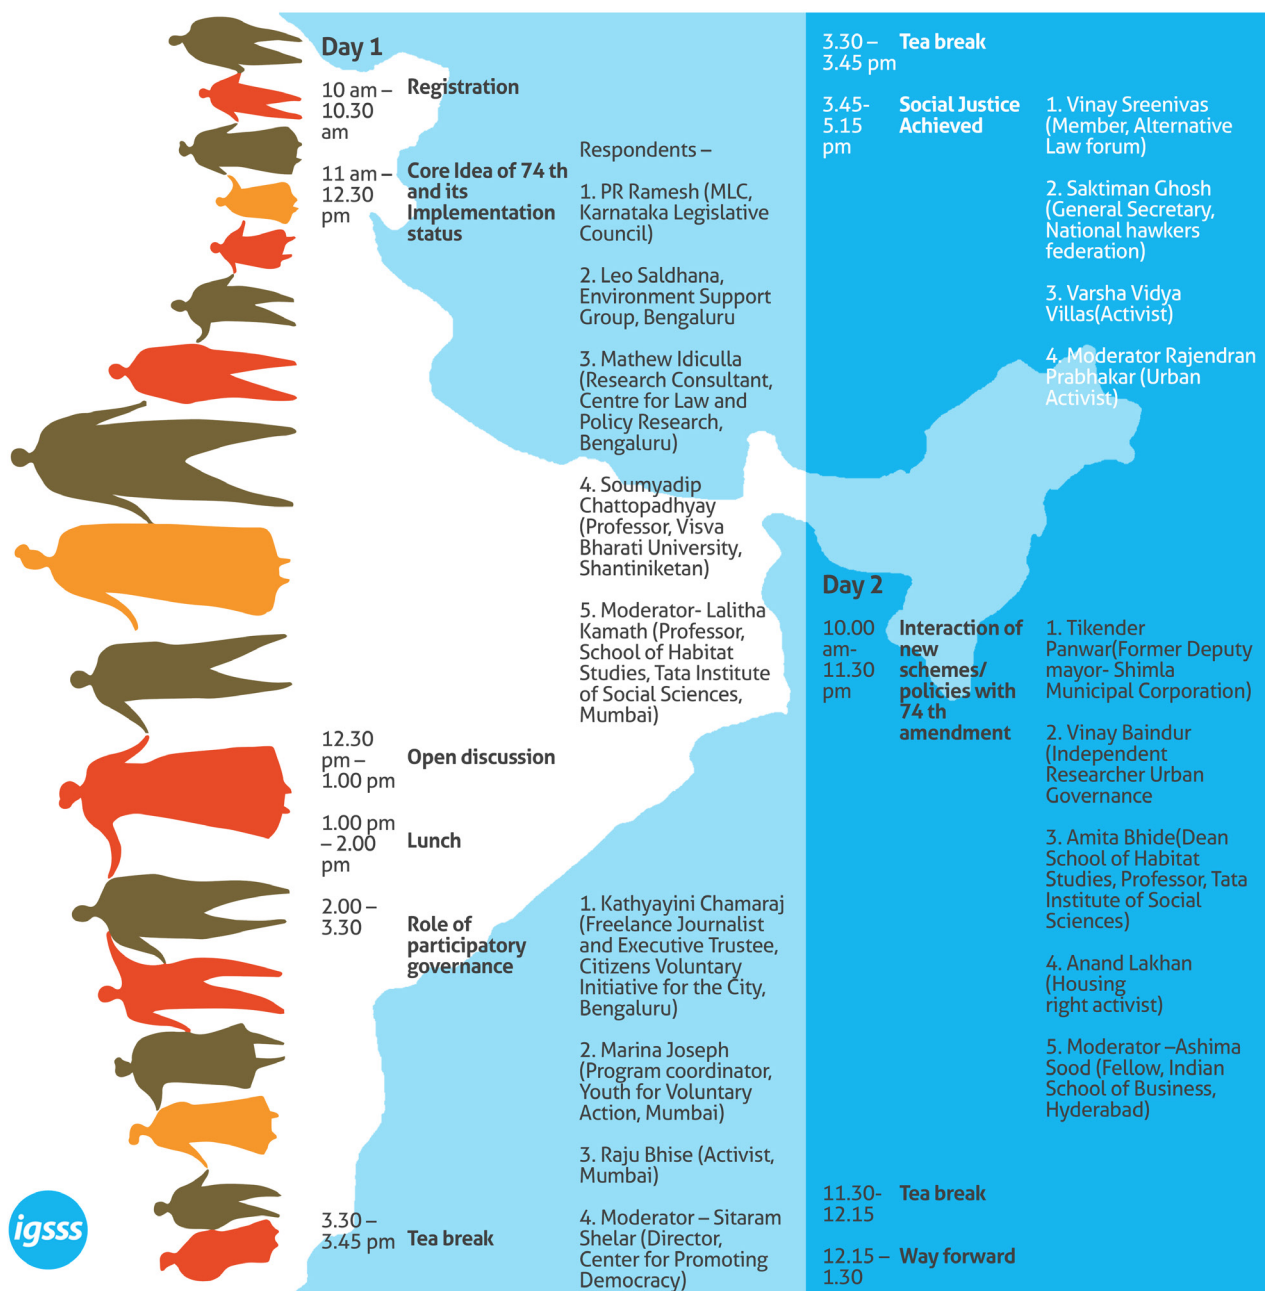 Day 1
10 am –
10.30
am
Registration
11 am –
12.30
pm
Core Idea of 74 th
and its
Implementation
status
Respondents –
1. PR Ramesh (MLC,
Karnataka Legislative
Council)
2. Leo Saldhana,
Environment Support
Group, Bengaluru
3. Mathew Idiculla
(Research Consultant,
Centre for Law and
Policy Research,
Bengaluru)
4. Soumyadip
Chattopadhyay
(Professor, Visva
Bharati University,
Shantiniketan)
5. Moderator- Lalitha
Kamath (Professor,
School of Habitat
Studies, Tata Institute
of Social Sciences,
Mumbai)
12.30
pm –
1.00 pm
Open discussion
1.00 pm
– 2.00
pm
Lunch
2.00 –
3.30
Role of
participatory
governance
1. Kathyayini Chamaraj
(Freelance Journalist
and Executive Trustee,
Citizens Voluntary
Initiative for the City,
Bengaluru)
2. Marina Joseph
(Program coordinator,
Youth for Voluntary
Action, Mumbai)
3. Raju Bhise (Activist,
Mumbai)
4. Moderator – Sitaram
Shelar (Director,
Center for Promoting
Democracy)
3.30 –
3.45 pm
Tea break
3.30 –
3.45 pm
Tea break
3.45-
5.15
pm
Social Justice
Achieved
1. Vinay Sreenivas
(Member, Alternative
Law forum)
2. Saktiman Ghosh
(General Secretary,
National hawkers
federation)
3. Varsha Vidya
Villas(Activist)
4. Moderator Rajendran
Prabhakar (Urban
Activist)
Day 2
10.00
am-
11.30
pm
Interaction of
new
schemes/
policies with
74 th
amendment
1. Tikender
Panwar(Former Deputy
mayor- Shimla
Municipal Corporation)
2. Vinay Baindur
(Independent
Researcher Urban
Governance
3. Amita Bhide(Dean
School of Habitat
Studies, Professor, Tata
Institute of Social
Sciences)
4. Anand Lakhan
(Housing
right activist)
5. Moderator –Ashima
Sood (Fellow, Indian
School of Business,
Hyderabad)
11.30-
12.15
Tea break
12.15 –
1.30
Way forward
igsss